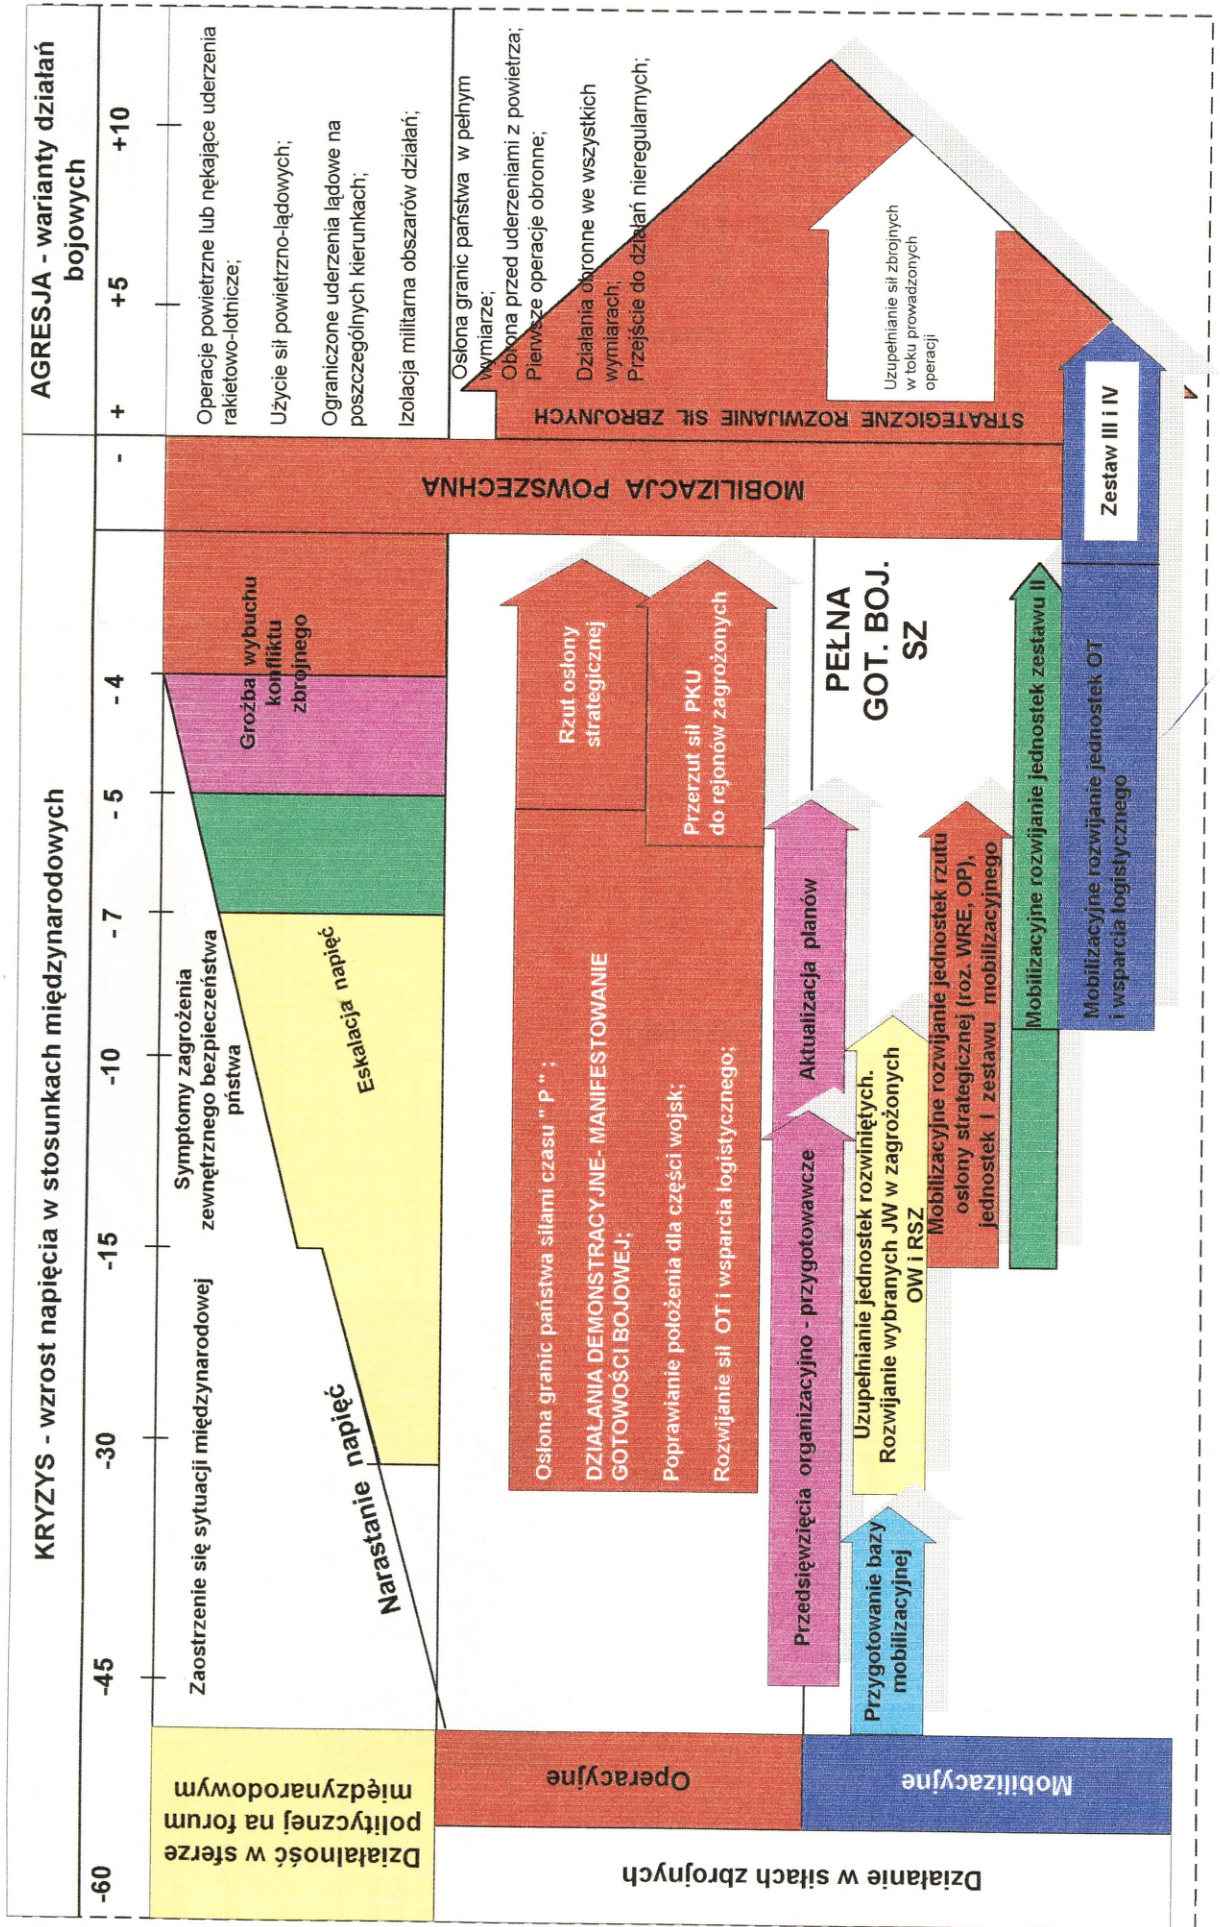 KRYZYS - wzrost napięcia w stosunkach międzynarodowych
AGRESJA - warianty działań
bojowych
-60
-45
-30
-15
-10
- 7
- 5
- 4
-
+
+5
+10
Działalność w sferze
politycznej na forum
międzynarodowym
Zaostrzenie się sytuacji międzynarodowej
Narastanie napięć
Symptomy zagrożenia
zewnętrznego bezpieczeństwa
pństwa
Eskalacja napięć
Groźba wybuchu
konfliktu
zbrojnego
Operacje powietrzne lub nękające uderzenia
rakietowo-lotnicze;
Użycie sił powietrzno-lądowych;
Ograniczone uderzenia lądowe na
poszczególnych kierunkach;
Izolacja militarna obszarów działań;
Działanie w siłach zbrojnych
Operacyjne
Osłona granic państwa siłami czasu " P " ;
DZIAŁANIA DEMONSTRACYJNE- MANIFESTOWANIE
GOTOWOŚCI BOJOWEJ;
Poprawianie położenia dla części wojsk;
Rozwijanie sił OT i wsparcia logistycznego;
Rzut osłony
strategicznej
Przerzut sił PKU
do rejonów zagrożonych
MOBILIZACJA POWSZECHNA
Osłona granic państwa w pełnym
wymiarze;
Obrona przed uderzeniami z powietrza;
Pierwsze operacje obronne;
Działania obronne we wszystkich
wymiarach;
Przejście do działań nieregularnych;
STRATEGICZNE ROZWIJANIE SIŁ ZBROJNYCH
Uzupełnianie sił zbrojnych
w toku prowadzonych
operacji
Przedsięwzięcia organizacyjno - przygotowawcze
Aktualizacja planów
PEŁNA
GOT. BOJ.
SZ
Mobilizacyjne
Przygotowanie bazy
mobilizacyjnej
Uzupełnianie jednostek rozwiniętych.
Rozwijanie wybranych JW w zagrożonych
OW i RSZ
Mobilizacyjne rozwijanie jednostek rzutu
osłony strategicznej (roz. WRE, OP),
jednostek I zestawu mobilizacyjnego
Mobilizacyjne rozwijanie jednostek zestawu II
Mobilizacyjne rozwijanie jednostek OT
i wsparcia logistycznego
Zestaw III i IV